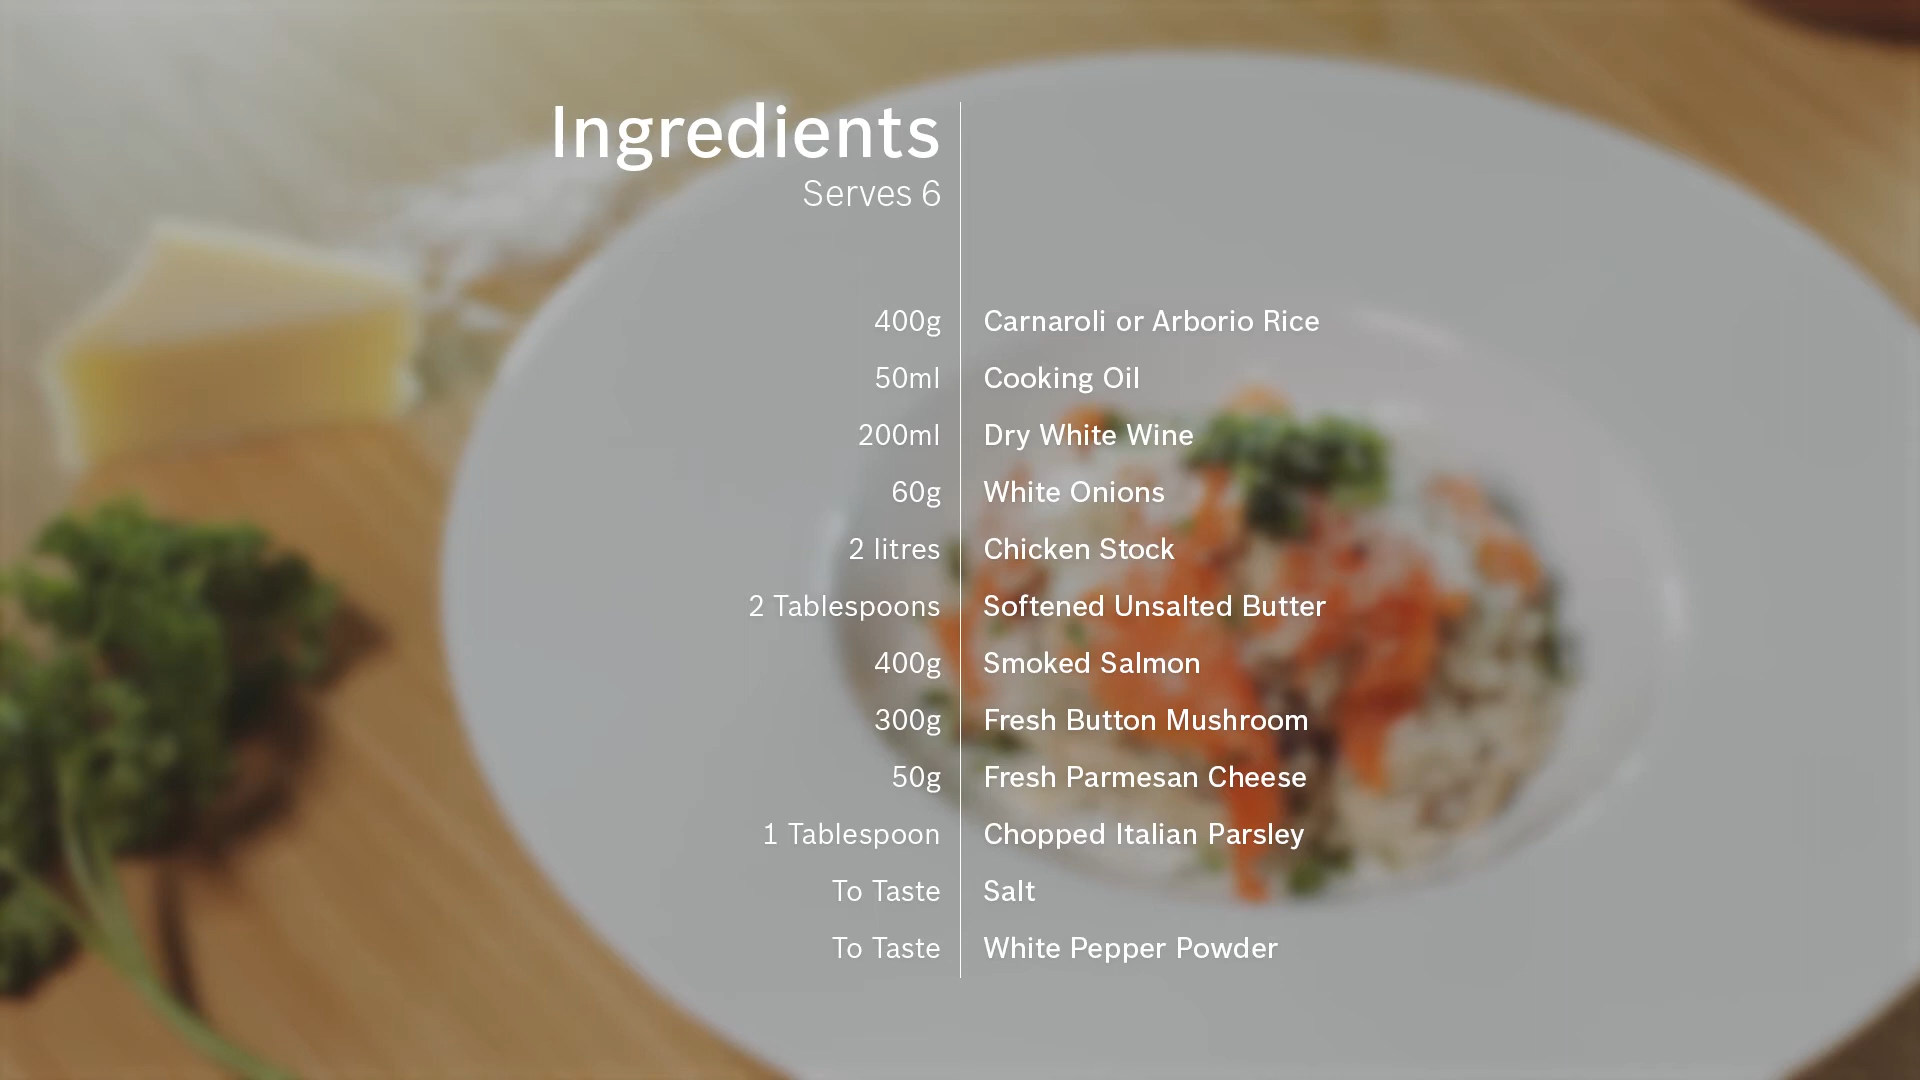 Ingredients
Serves 6
400g Carnaroli or Arborio Rice
50ml Cooking Oil
200ml Dry White Wine
60g White Onions
2 litres Chicken Stock
2 Tablespoons Softened Unsalted Butter
400g Smoked Salmon
300g Fresh Button Mushroom
50g Fresh Parmesan Cheese
1 Tablespoon Chopped Italian Parsley
To Taste Salt
To Taste White Pepper Powder